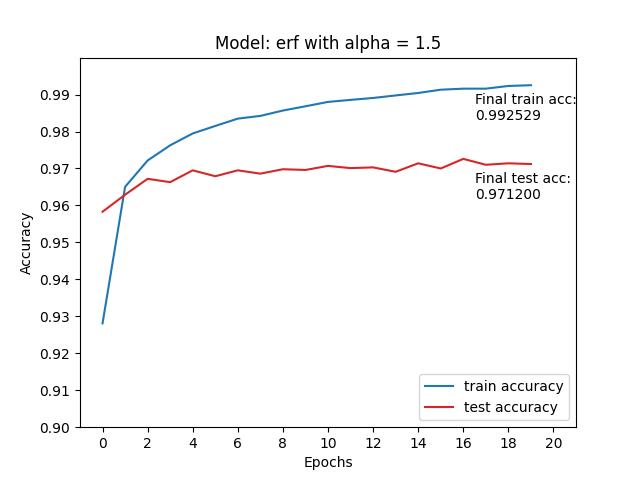 Model: erf with alpha = 1.5
Accuracy
0.99
0.98
0.97
0.96
0.95
0.94
0.93
0.92
0.91
0.90
Final train acc:
0.992529
Final test acc:
0.971200
train accuracy
test accuracy
0 2 4 6 8 10 12 14 16 18 20
Epochs